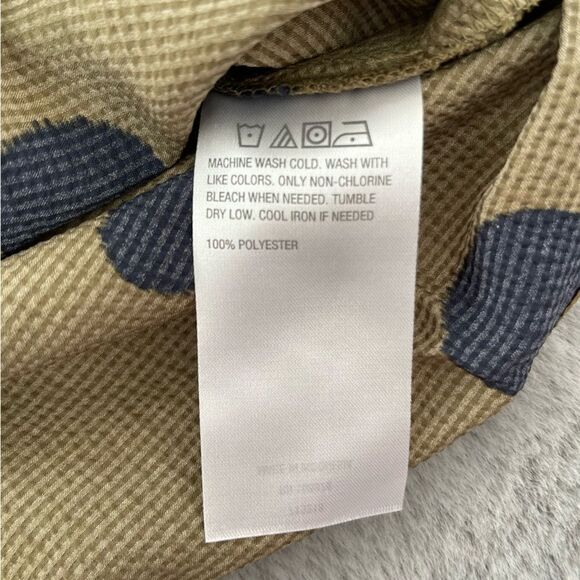 MACHINE WASH COLD. WASH WITH
LIKE COLORS. ONLY NON-CHLORINE
BLEACH WHEN NEEDED. TUMBLE
DRY LOW. COOL IRON IF NEEDED
100% POLYESTER